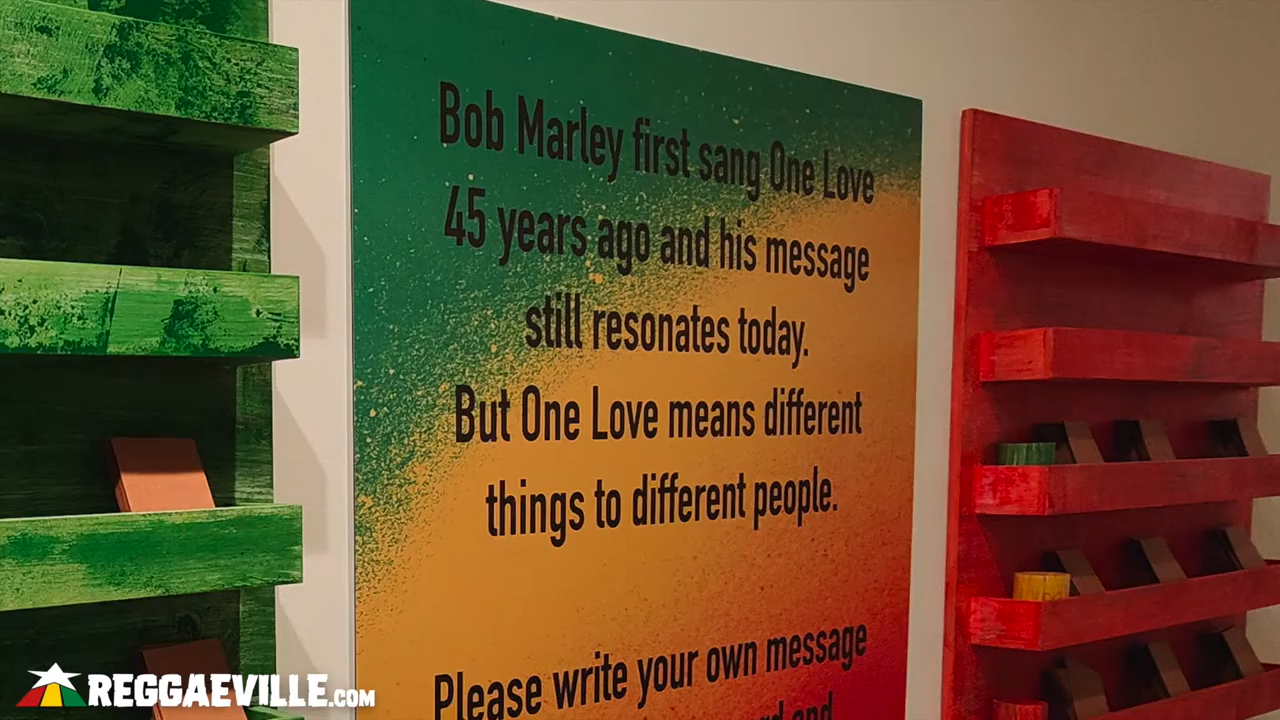 Bob Marley first sang One Love
45 years ago and his message
still resonates today.
But One Love means different
things to different people.
Please write your own message
and
REGGAEVILLE.COM